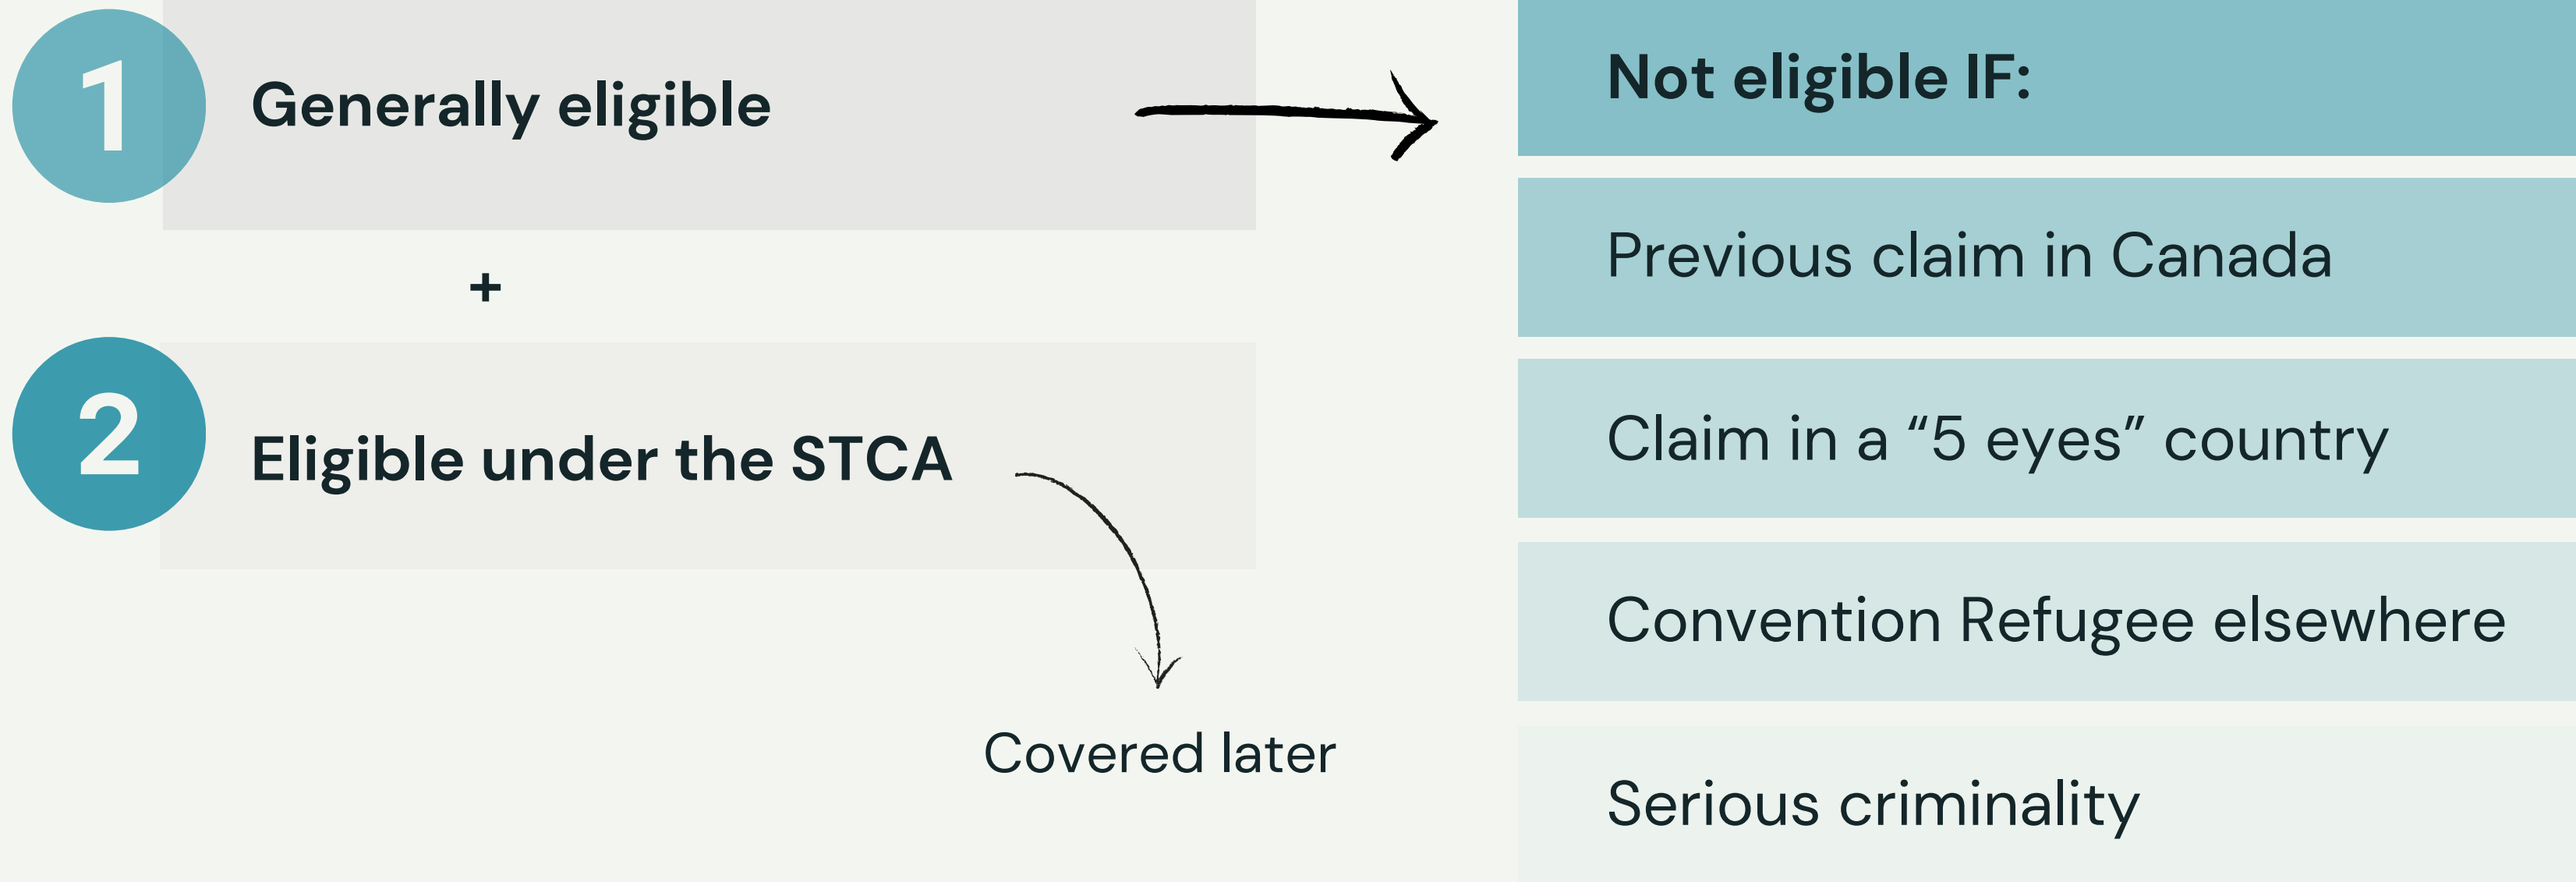 1
Generally eligible
+
2
Eligible under the STCA
Covered later
Not eligible IF:
Previous claim in Canada
Claim in a “5 eyes” country
Convention Refugee elsewhere
Serious criminality